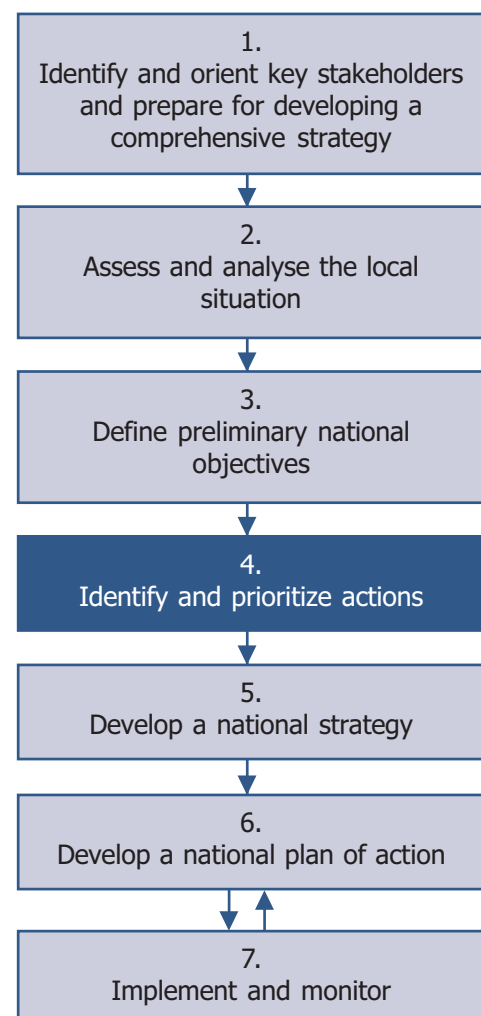 1.
Identify and orient key stakeholders
and prepare for developing a
comprehensive strategy
2.
Assess and analyse the local
situation
3.
Define preliminary national
objectives
4.
Identify and prioritize actions
5.
Develop a national strategy
6.
Develop a national plan of action
7.
Implement and monitor